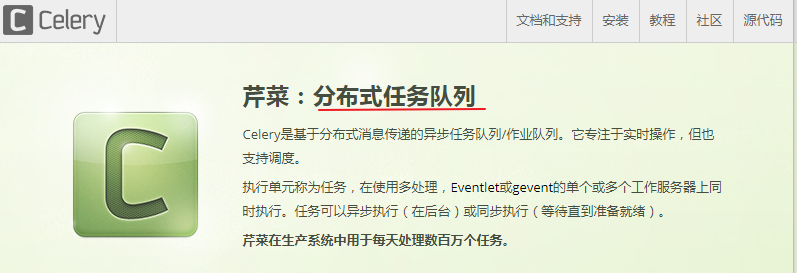 C Celery 文档和支持 安装 教程 社区 源代码
芹菜：分布式任务队列
Celery是基于分布式消息传递的异步任务队列/作业队列。它专注于实时操作，但也
支持调度。
执行单元称为任务，在使用多处理，Eventlet或gevent的单个或多个工作服务器上同
时执行。任务可以异步执行（在后台）或同步执行（等待直到准备就绪）。
芹菜在生产系统中用于每天处理数百万个任务。
C